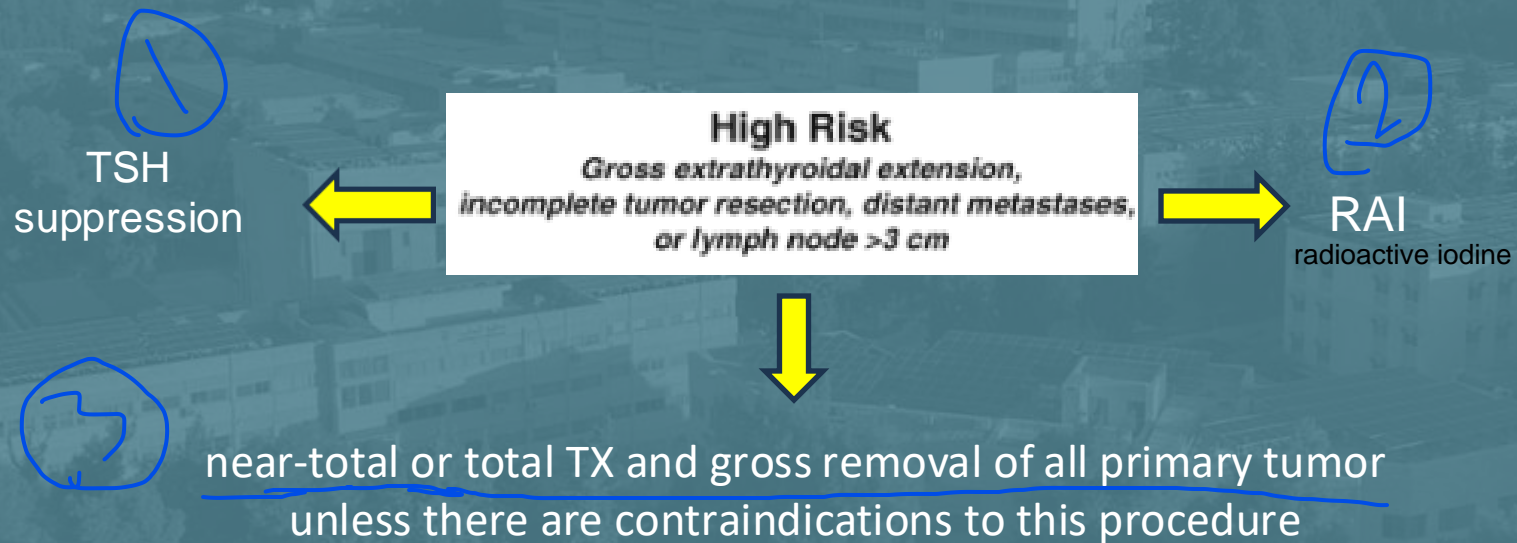 1
TSH
suppression
High Risk
Gross extrathyroidal extension,
incomplete tumor resection, distant metastases,
or lymph node >3 cm
2
RAI
radioactive iodine
near-total or total TX and gross removal of all primary tumor
unless there are contraindications to this procedure